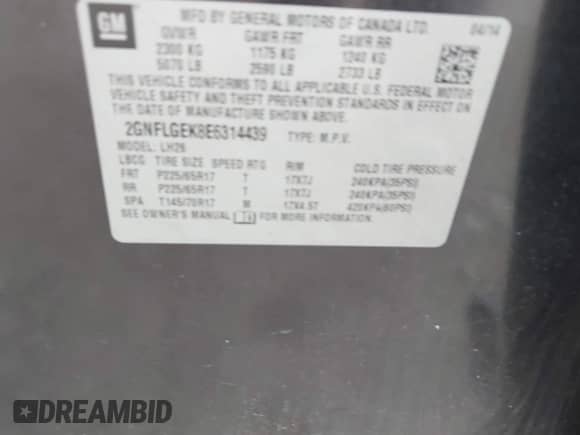 GM
MFD BY GENERAL MOTORS OF CANADA LTD. 04/14
GVWR GAWR FRT GAWR RR
2300 KG 1175 KG 1240 KG
5070 LB 2590 LB 2733 LB
THIS VEHICLE CONFORMS TO ALL APPLICABLE U.S. FEDERAL MOTOR
VEHICLE SAFETY AND THEFT PREVENTION STANDARDS IN EFFECT ON THE
DATE OF MANUFACTURE SHOWN ABOVE.
2GNFLGEK8E6314439 TYPE: M.P.V.
MODEL: LH26
LBCG TIRE SIZE SPEED RTG RIM COLD TIRE PRESSURE
FRT P225/65R17 T 17X7J 240KPA(35PSI)
RR P225/65R17 T 17X7J 240KPA(35PSI)
SPA T145/70R17 M 17X4.5T 420KPA(60PSI)
SEE OWNER'S MANUAL FOR MORE INFORMATION.
DREAMBID